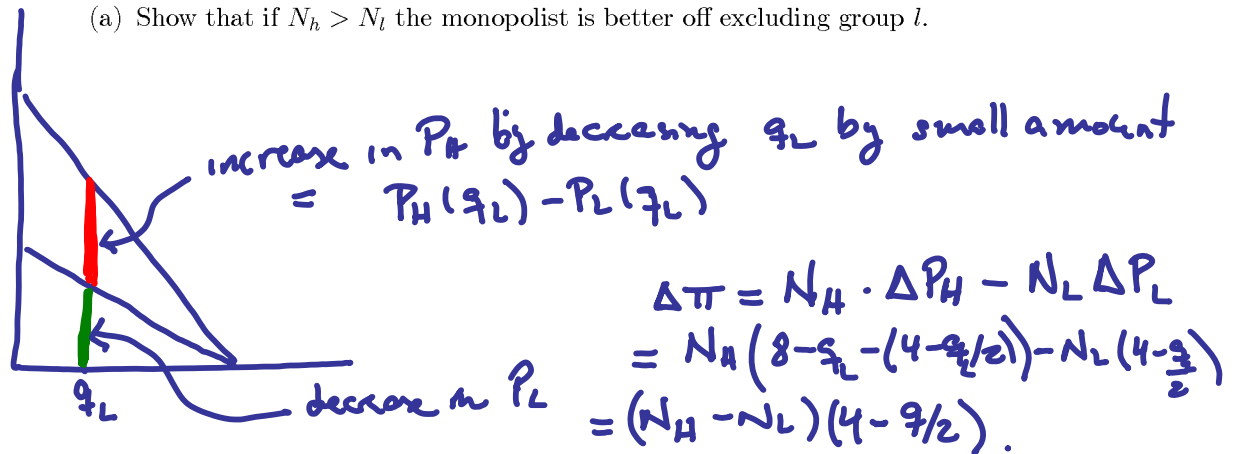 (a) Show that if N_h > N_l the monopolist is better off excluding group l.
increase in P_H by decreasing q_L by small amount
= P_H(q_L) - P_L(q_L)
Δπ = N_H · ΔP_H - N_L ΔP_L
= N_H(8-q_L-(4-q_L/2))-N_L(4-q_L/2)
q_L
decrease in P_L
= (N_H - N_L)(4 - q/2).